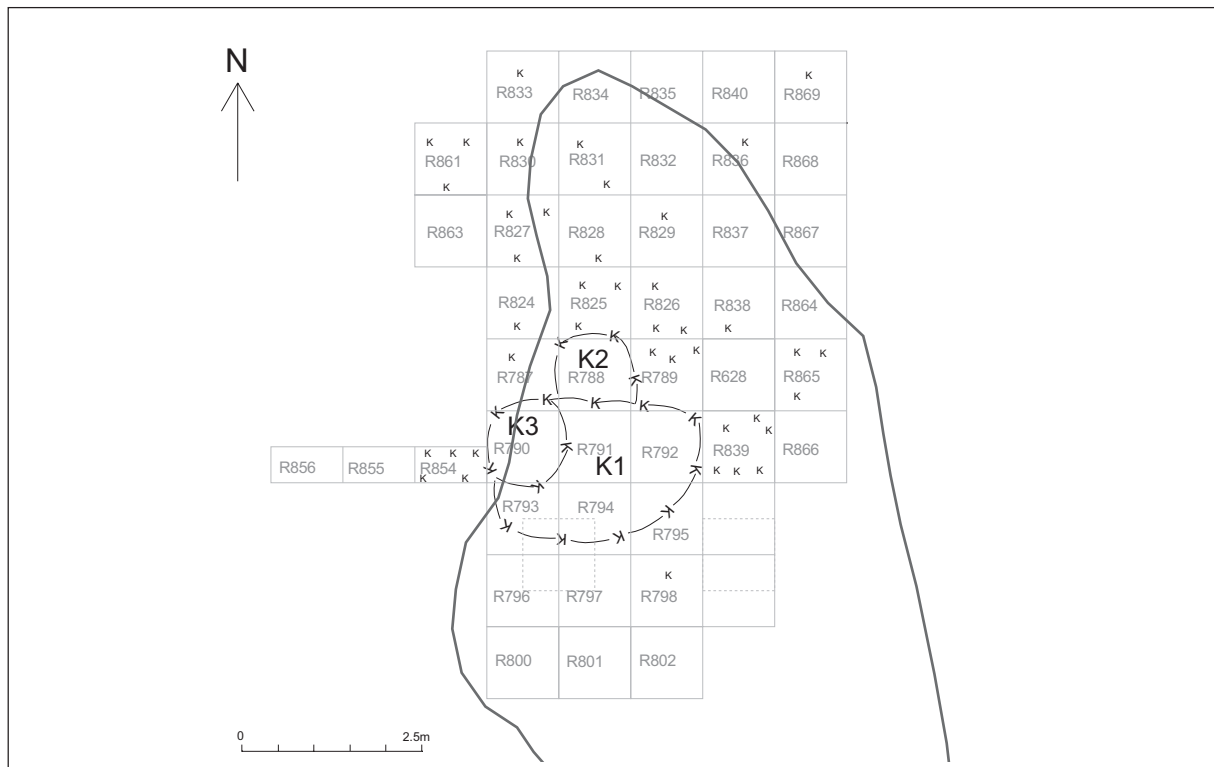 N
K K
R833 R834 R835 R840 R869
K K K K K
R861 R830 R831 R832 R836 R868
K K
K K K
R863 R827 R828 R829 R837 R867
K K
K K K
R824 R825 R826 R838 R864
K K K K K
K K
K2
K K K K K
R787 R788 R789 R628 R865
K K
K K K K K
K3
K K K
R790 R791 R792 R839 R866
K K K K
K1
R856 R855 R854
K K K K K K K
K
R793 R794
K K
R795
K K
K
R796 R797 R798
R800 R801 R802
0 2.5m